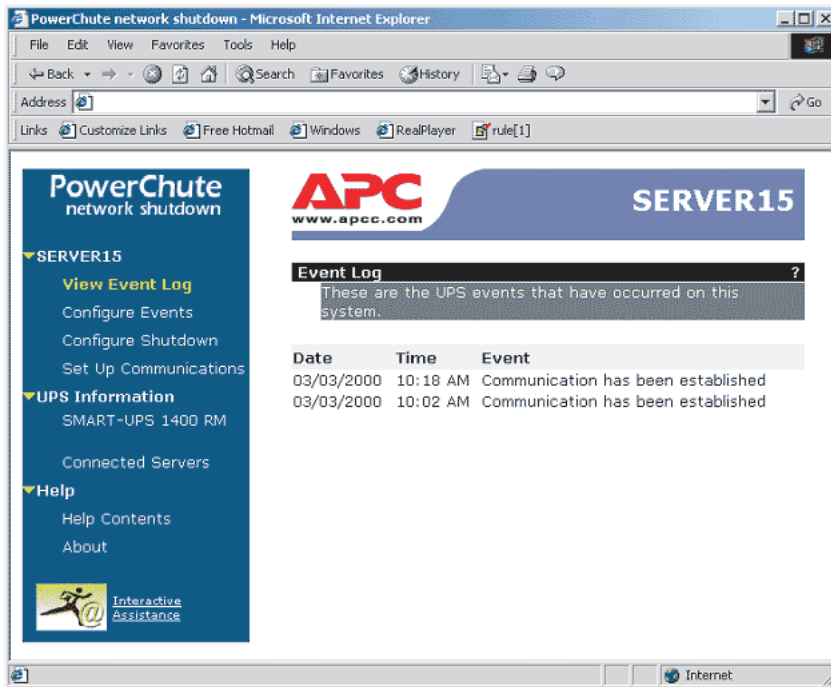 PowerChute network shutdown - Microsoft Internet Explorer
File Edit View Favorites Tools Help
Back Search Favorites History
Address Go
Links Customize Links Free Hotmail Windows RealPlayer rule[1]
PowerChute
network shutdown
SERVER15
View Event Log
Configure Events
Configure Shutdown
Set Up Communications
UPS Information
SMART-UPS 1400 RM
Connected Servers
Help
Help Contents
About
Interactive
Assistance
APC
www.apcc.com
SERVER15
Event Log ?
These are the UPS events that have occurred on this
system.
Date Time Event
03/03/2000 10:18 AM Communication has been established
03/03/2000 10:02 AM Communication has been established
Internet